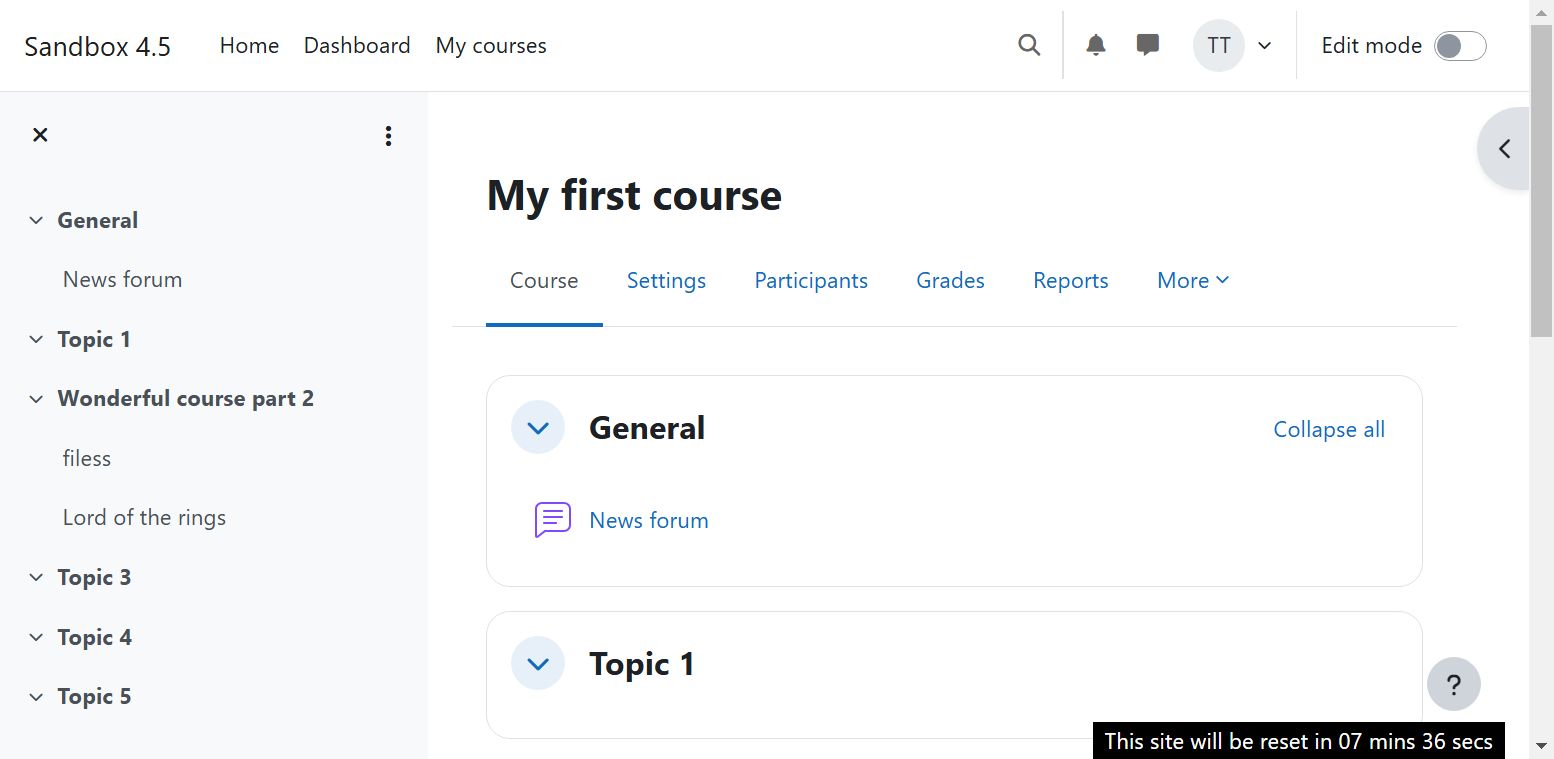 Sandbox 4.5 Home Dashboard My courses TT Edit mode
General
News forum
Topic 1
Wonderful course part 2
filess
Lord of the rings
Topic 3
Topic 4
Topic 5
My first course
Course Settings Participants Grades Reports More
General Collapse all
News forum
Topic 1
?
This site will be reset in 07 mins 36 secs